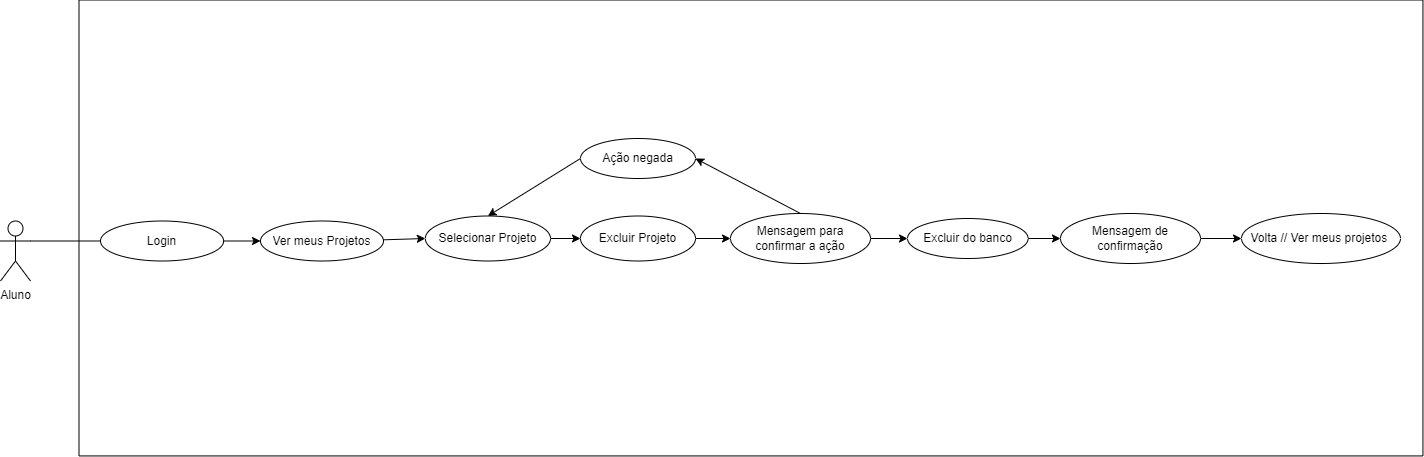 Ação negada
Aluno
Login
Ver meus Projetos
Selecionar Projeto
Excluir Projeto
Mensagem para
confirmar a ação
Excluir do banco
Mensagem de
confirmação
Volta // Ver meus projetos